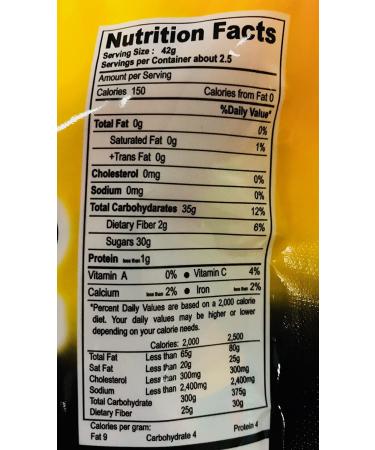 Nutrition Facts
Serving Size : 42g
Servings per Container about 2.5
Amount per Serving
Calories 150 Calories from Fat 0
%Daily Value*
Total Fat 0g 0%
Saturated Fat 0g 1%
+Trans Fat 0g
Cholesterol 0mg 0%
Sodium 0mg 0%
Total Carbohydarates 35g 12%
Dietary Fiber 2g 6%
Sugars 30g
Protein less than 1g
Vitamin A 0% ● Vitamin C 4%
Calcium less than 2% ● Iron less than 2%
*Percent Daily Values are based on a 2,000 calorie
diet. Your daily values may be higher or lower
depending on your calorie needs.
Calories: 2,000 2,500
Total Fat Less than 65g 80g
Sat Fat Less than 20g 25g
Cholesterol Less than 300mg 300mg
Sodium Less than 2,400mg 2,400mg
Total Carbohydrate 300g 375g
Dietary Fiber 25g 30g
Calories per gram:
Fat 9 Carbohydrate 4 Protein 4